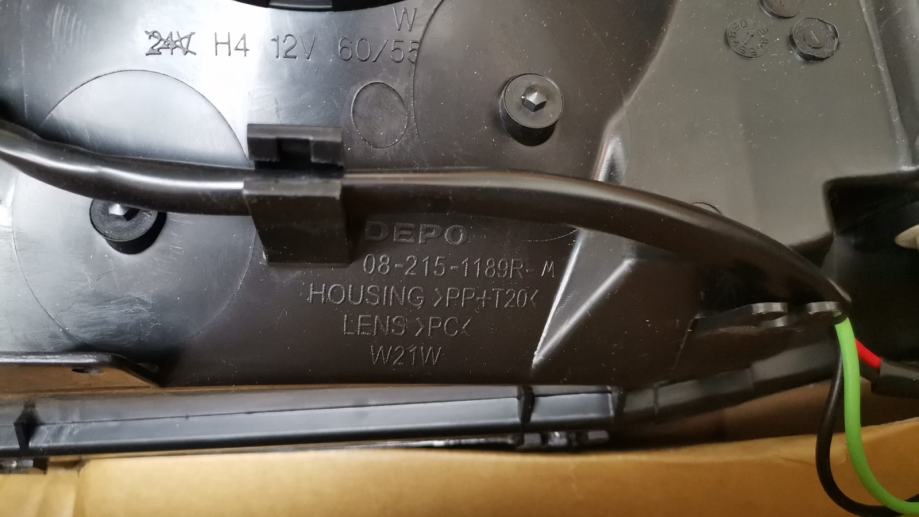 W
24V H4 12V 60/55
DEPO
08-215-1189R-M
HOUSING >PP+T20<
LENS >PC<
W21W